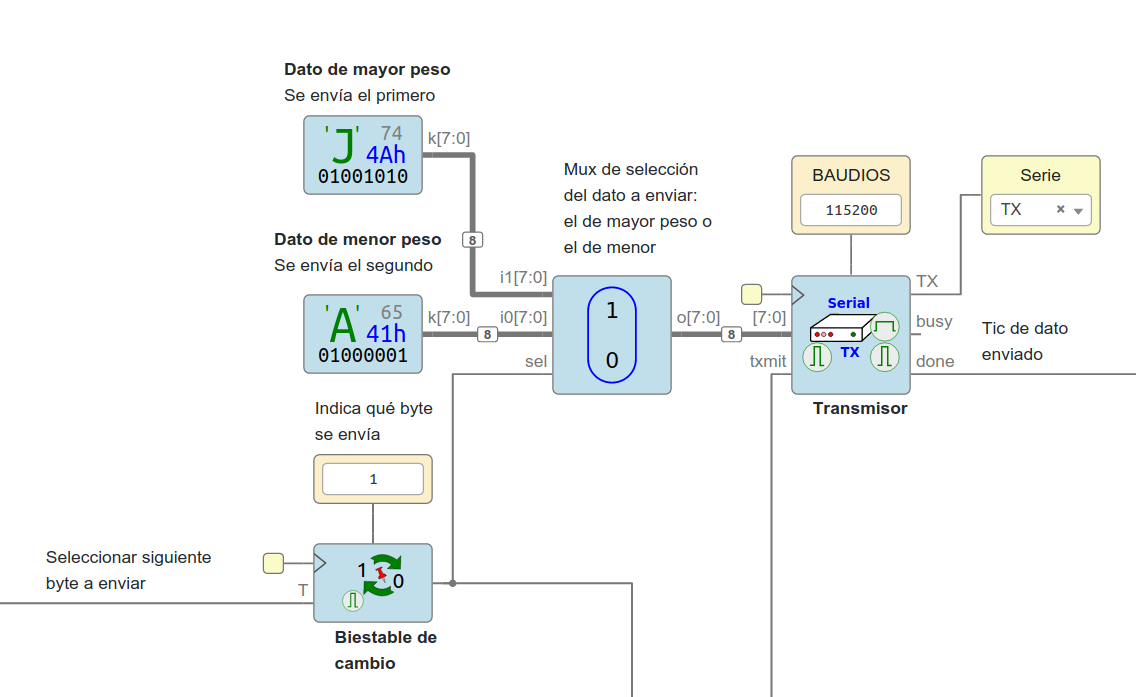 Dato de mayor peso
Se envía el primero
'J' 74
4Ah
01001010
k[7:0]
Dato de menor peso
Se envía el segundo
8
'A' 65
41h
01000001
k[7:0]
8
Mux de selección
del dato a enviar:
el de mayor peso o
el de menor
i1[7:0]
i0[7:0]
sel
1
0
o[7:0]
8
BAUDIOS
115200
Serie
TX × ▾
[7:0]
txmit
Serial
TX
TX
busy
done
Transmisor
Tic de dato
enviado
Indica qué byte
se envía
1
Seleccionar siguiente
byte a enviar
T
1
0
Biestable de
cambio